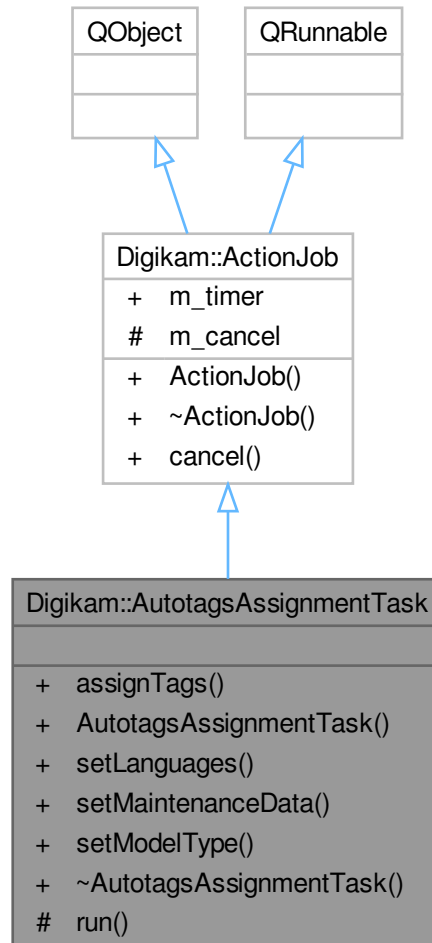 QObject
QRunnable
Digikam::ActionJob
+ m_timer
# m_cancel
+ ActionJob()
+ ~ActionJob()
+ cancel()
Digikam::AutotagsAssignmentTask
+ assignTags()
+ AutotagsAssignmentTask()
+ setLanguages()
+ setMaintenanceData()
+ setModelType()
+ ~AutotagsAssignmentTask()
# run()